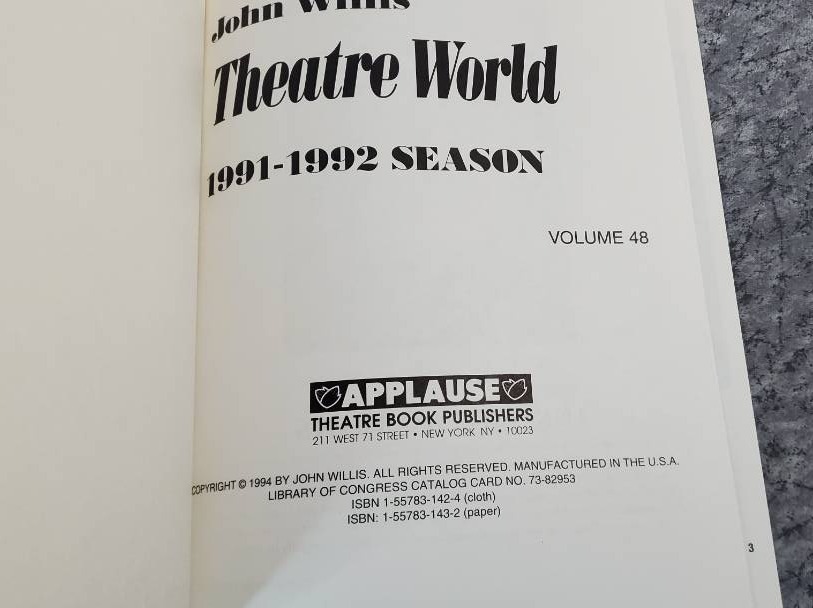 John Willis
Theatre World
1991-1992 SEASON
VOLUME 48
APPLAUSE
THEATRE BOOK PUBLISHERS
211 WEST 71 STREET • NEW YORK NY • 10023
COPYRIGHT © 1994 BY JOHN WILLIS. ALL RIGHTS RESERVED. MANUFACTURED IN THE U.S.A.
LIBRARY OF CONGRESS CATALOG CARD NO. 73-82953
ISBN 1-55783-142-4 (cloth)
ISBN: 1-55783-143-2 (paper)
3